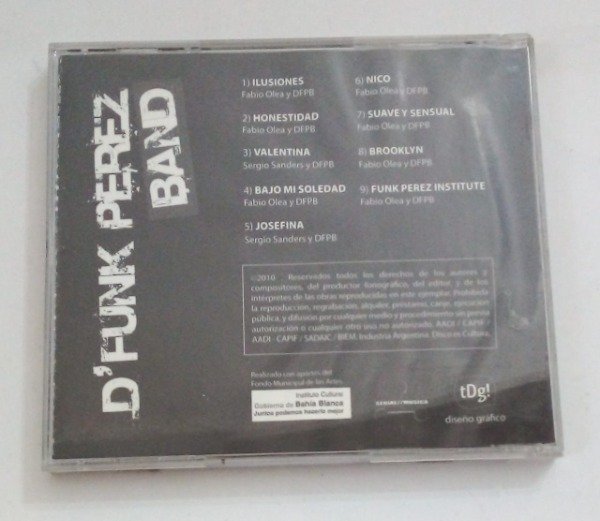 D'FUNK PEREZ
BAND
1) ILUSIONES
Fabio Olea y DFPB
2) HONESTIDAD
Fabio Olea y DFPB
3) VALENTINA
Sergio Sanders y DFPB
4) BAJO MI SOLEDAD
Fabio Olea y DFPB
5) JOSEFINA
Sergio Sanders y DFPB
6) NICO
Fabio Olea y DFPB
7) SUAVE Y SENSUAL
Fabio Olea y DFPB
8) BROOKLYN
Fabio Olea y DFPB
9) FUNK PEREZ INSTITUTE
Fabio Olea y DFPB
©2010 Reservados todos los derechos de los autores y
compositores, del productor fonográfico, del editor, y de los
intérpretes de las obras reproducidas en este ejemplar. Prohibida
la reproducción, regrabación, alquiler, préstamo, canje, ejecución
pública, y difusión por cualquier medio y procedimiento sin previa
autorización o cualquier otro uso no autorizado. AADI / CAPIF /
AADI - CAPIF / SADAIC / BIEM. Industria Argentina. Disco es Cultura.
Realizado con aportes del
Fondo Municipal de las Artes
Instituto Cultural
Gobierno de Bahía Blanca
Juntos podemos hacerlo mejor
tDg!
diseño gráfico